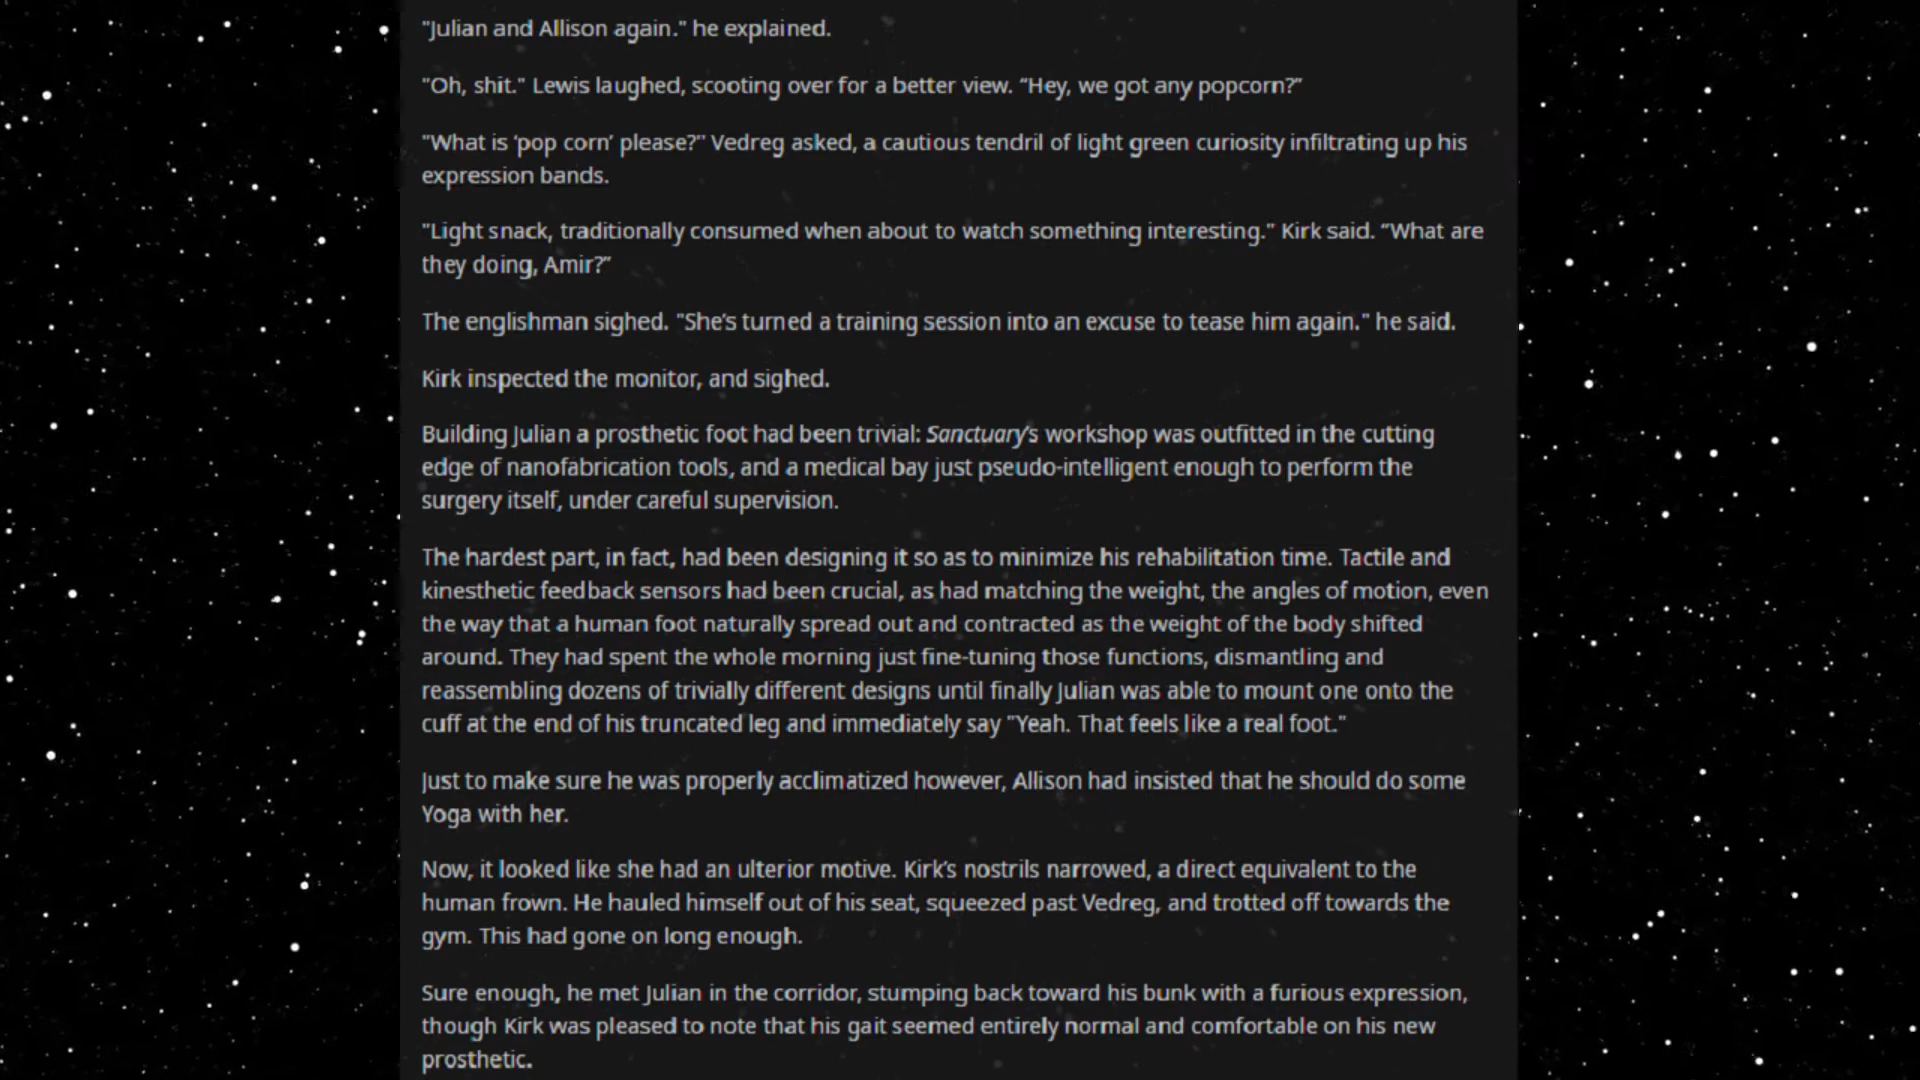 "Julian and Allison again." he explained.
"Oh, shit." Lewis laughed, scooting over for a better view. “Hey, we got any popcorn?”
"What is ‘pop corn’ please?" Vedreg asked, a cautious tendril of light green curiosity infiltrating up his
expression bands.
"Light snack, traditionally consumed when about to watch something interesting." Kirk said. “What are
they doing, Amir?”
The englishman sighed. "She’s turned a training session into an excuse to tease him again." he said.
Kirk inspected the monitor, and sighed.
Building Julian a prosthetic foot had been trivial: Sanctuary’s workshop was outfitted in the cutting
edge of nanofabrication tools, and a medical bay just pseudo-intelligent enough to perform the
surgery itself, under careful supervision.
The hardest part, in fact, had been designing it so as to minimize his rehabilitation time. Tactile and
kinesthetic feedback sensors had been crucial, as had matching the weight, the angles of motion, even
the way that a human foot naturally spread out and contracted as the weight of the body shifted
around. They had spent the whole morning just fine-tuning those functions, dismantling and
reassembling dozens of trivially different designs until finally Julian was able to mount one onto the
cuff at the end of his truncated leg and immediately say "Yeah. That feels like a real foot."
Just to make sure he was properly acclimatized however, Allison had insisted that he should do some
Yoga with her.
Now, it looked like she had an ulterior motive. Kirk’s nostrils narrowed, a direct equivalent to the
human frown. He hauled himself out of his seat, squeezed past Vedreg, and trotted off towards the
gym. This had gone on long enough.
Sure enough, he met Julian in the corridor, stumping back toward his bunk with a furious expression,
though Kirk was pleased to note that his gait seemed entirely normal and comfortable on his new
prosthetic.